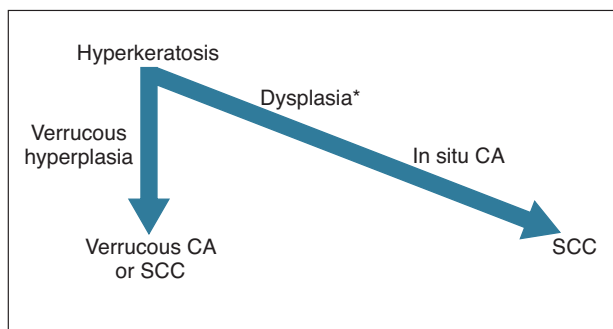 Hyperkeratosis
Dysplasia*
Verrucous
hyperplasia
In situ CA
Verrucous CA
or SCC
SCC